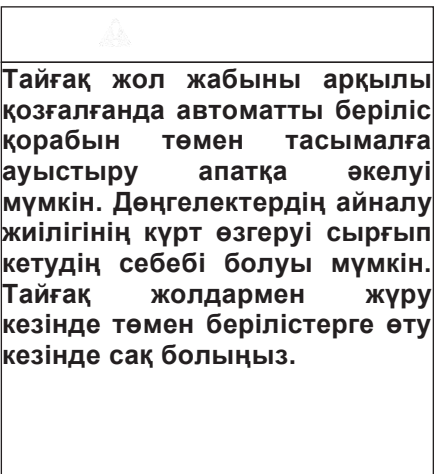 Тайғақ жол жабыны арқылы
қозғалғанда автоматты беріліс
қорабын төмен тасымалға
ауыстыру апатқа әкелуі
мүмкін. Дөңгелектердің айналу
жиілігінің күрт өзгеруі сырғып
кетудің себебі болуы мүмкін.
Тайғақ жолдармен жүру
кезінде төмен берілістерге өту
кезінде сақ болыңыз.